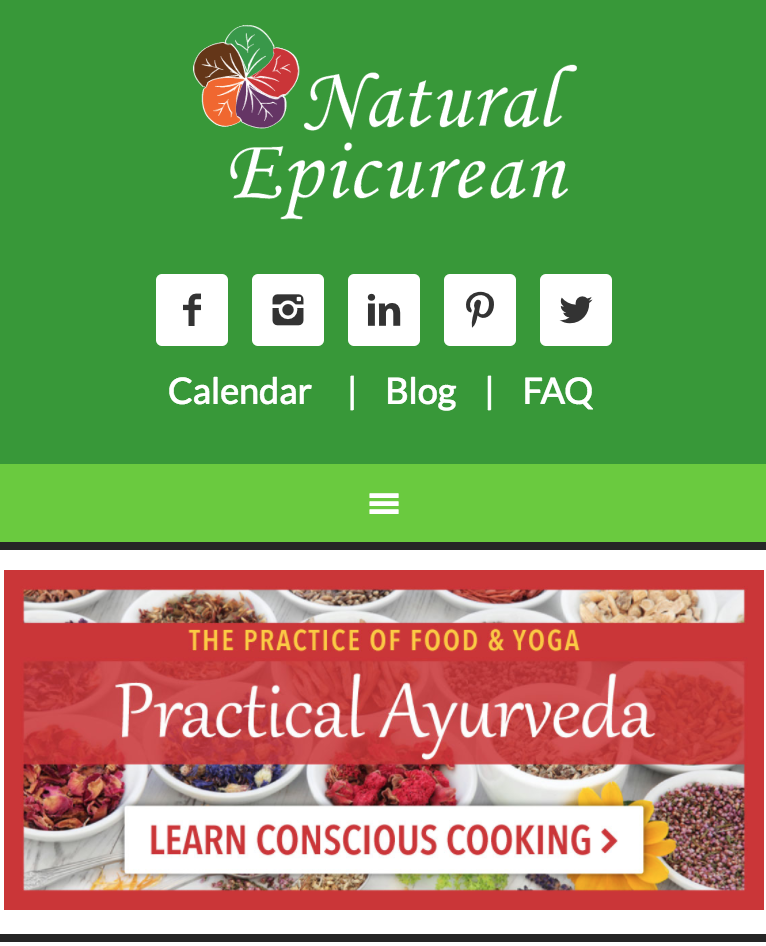 Natural
Epicurean
Calendar | Blog | FAQ
THE PRACTICE OF FOOD & YOGA
Practical Ayurveda
LEARN CONSCIOUS COOKING >